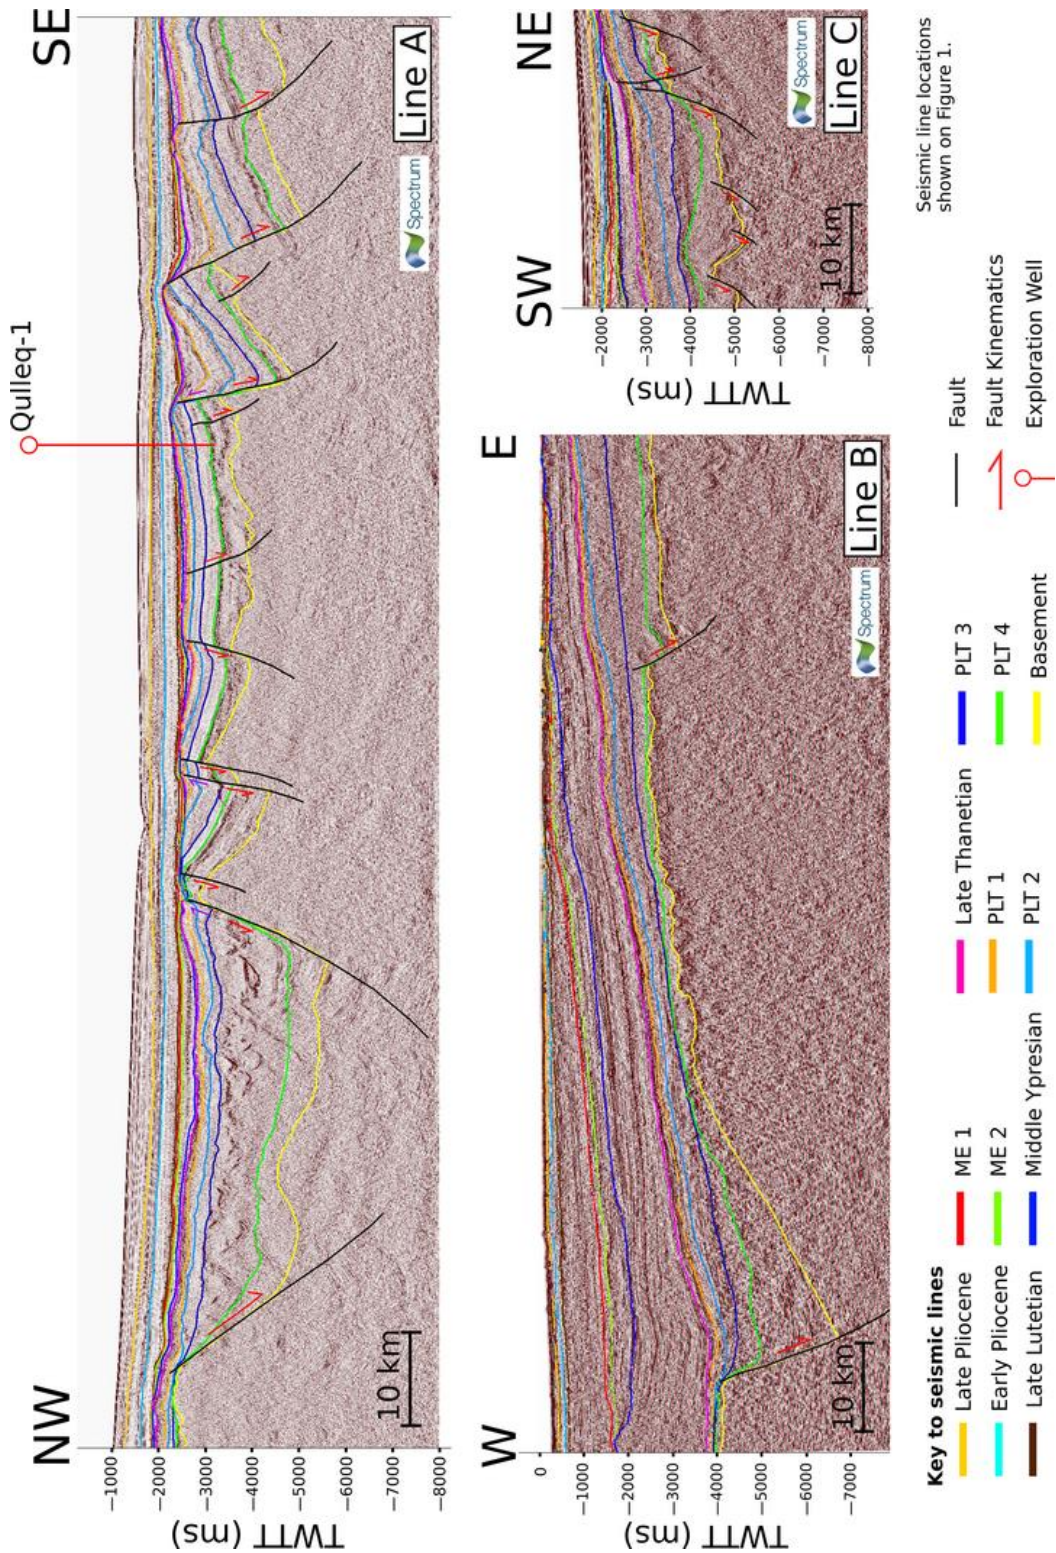 Qulleq-1
NW
SE
−1000
−2000
−3000
−4000
−5000
−6000
−7000
−8000
TWTT (ms)
10 km
Spectrum
Line A
W
E
0
−1000
−2000
−3000
−4000
−5000
−6000
−7000
TWTT (ms)
10 km
Spectrum
Line B
SW
NE
−2000
−3000
−4000
−5000
−6000
−7000
−8000
TWTT (ms)
10 km
Spectrum
Line C
Seismic line locations
shown on Figure 1.
Key to seismic lines
Late Pliocene
Early Pliocene
Late Lutetian
ME 1
ME 2
Middle Ypresian
Late Thanetian
PLT 1
PLT 2
PLT 3
PLT 4
Basement
Fault
Fault Kinematics
Exploration Well